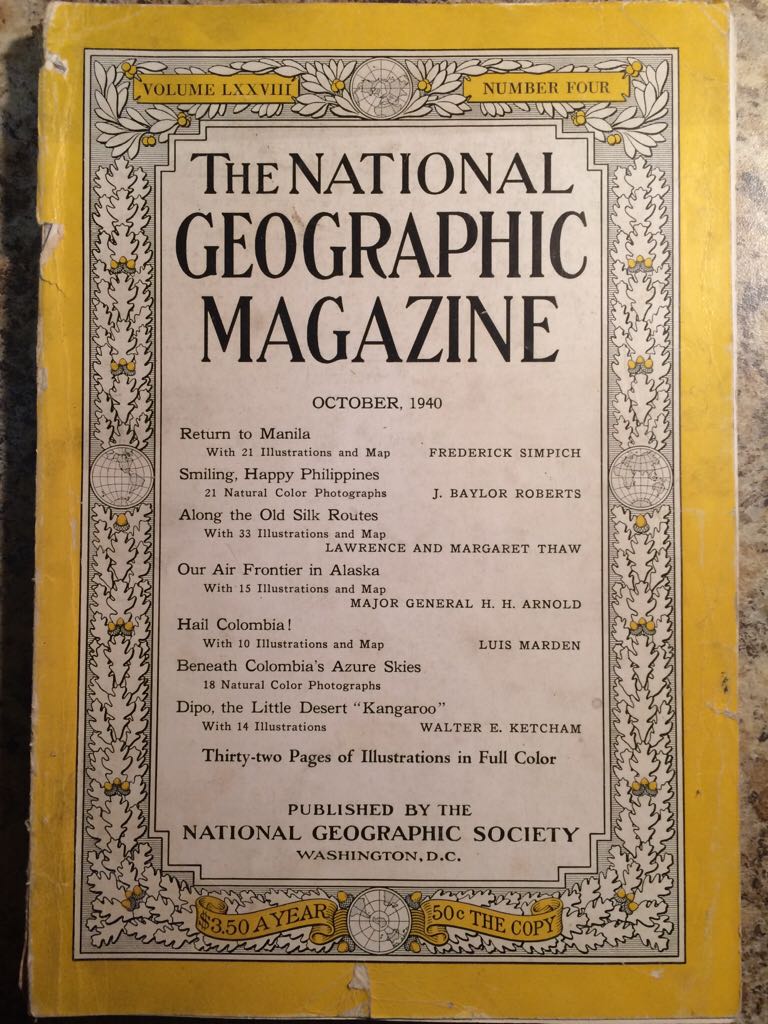 VOLUME LXXVIII NUMBER FOUR
THE NATIONAL
GEOGRAPHIC
MAGAZINE
OCTOBER, 1940
Return to Manila
With 21 Illustrations and Map FREDERICK SIMPICH
Smiling, Happy Philippines
21 Natural Color Photographs J. BAYLOR ROBERTS
Along the Old Silk Routes
With 33 Illustrations and Map
LAWRENCE AND MARGARET THAW
Our Air Frontier in Alaska
With 15 Illustrations and Map
MAJOR GENERAL H. H. ARNOLD
Hail Colombia!
With 10 Illustrations and Map LUIS MARDEN
Beneath Colombia's Azure Skies
18 Natural Color Photographs
Dipo, the Little Desert "Kangaroo"
With 14 Illustrations WALTER E. KETCHAM
Thirty-two Pages of Illustrations in Full Color
PUBLISHED BY THE
NATIONAL GEOGRAPHIC SOCIETY
WASHINGTON, D.C.
$3.50 A YEAR 50c THE COPY